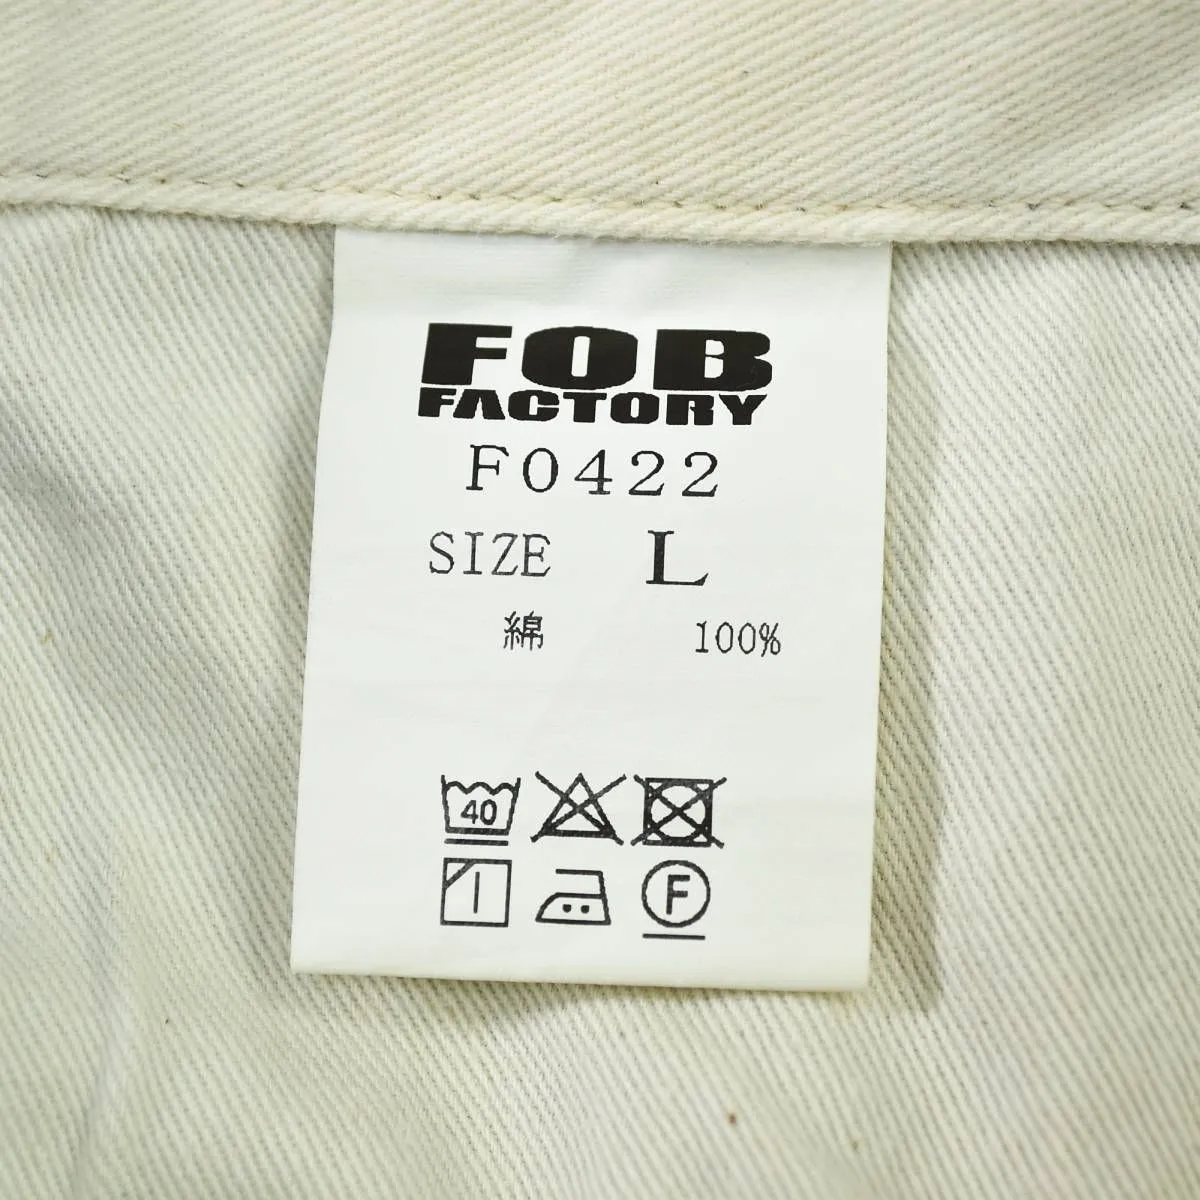 FOB
FACTORY
F0422
SIZE L
綿 100%
40
F